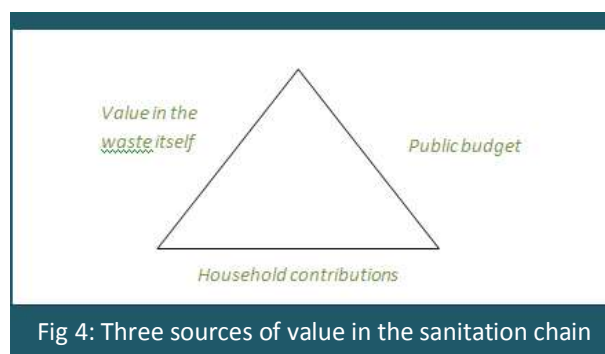 Value in the
waste itself
Public budget
Household contributions
Fig 4: Three sources of value in the sanitation chain